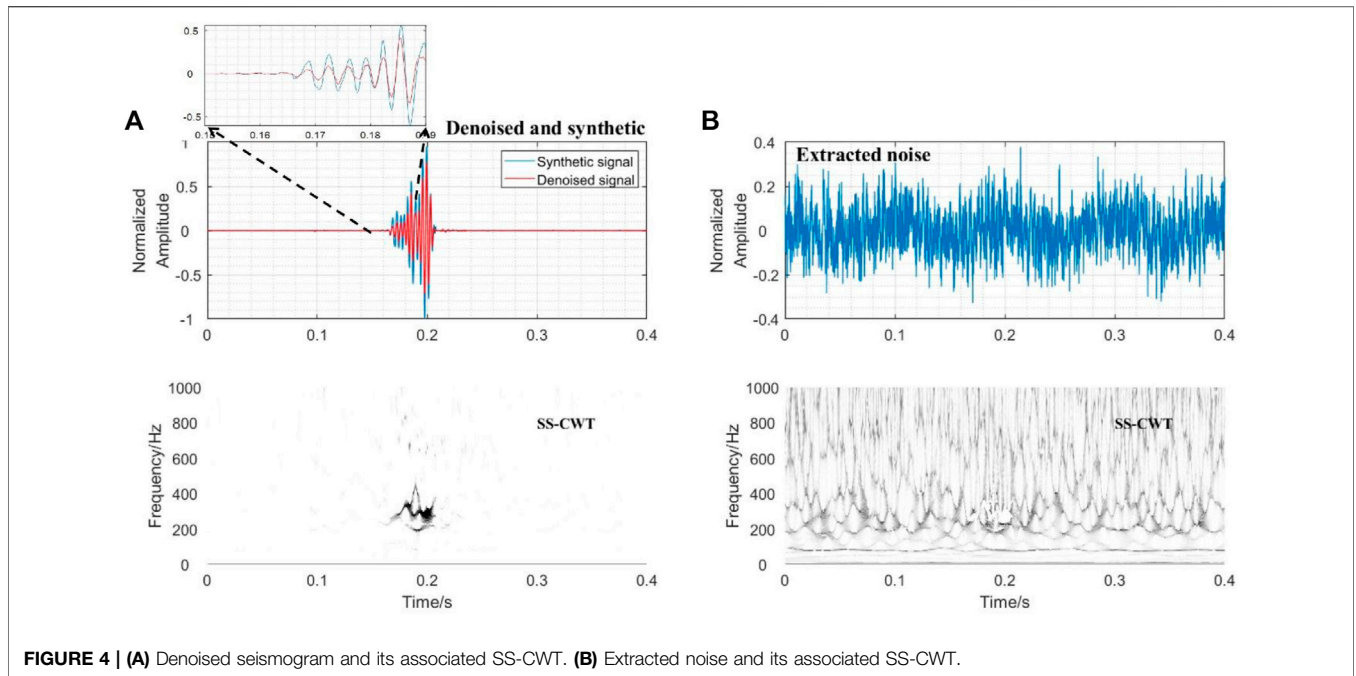 0.5
0
-0.5
0.15 0.16 0.17 0.18 0.19
A
Denoised and synthetic
1
0.5
0
-0.5
-1
Normalized
Amplitude
Synthetic signal
Denoised signal
0 0.1 0.2 0.3 0.4
1000
800
600
400
200
0
Frequency/Hz
SS-CWT
0 0.1 0.2 0.3 0.4
Time/s
B
Extracted noise
0.4
0.2
0
-0.2
-0.4
Normalized
Amplitude
0 0.1 0.2 0.3 0.4
1000
800
600
400
200
0
Frequency/Hz
SS-CWT
0 0.1 0.2 0.3 0.4
Time/s
FIGURE 4 | (A) Denoised seismogram and its associated SS-CWT. (B) Extracted noise and its associated SS-CWT.